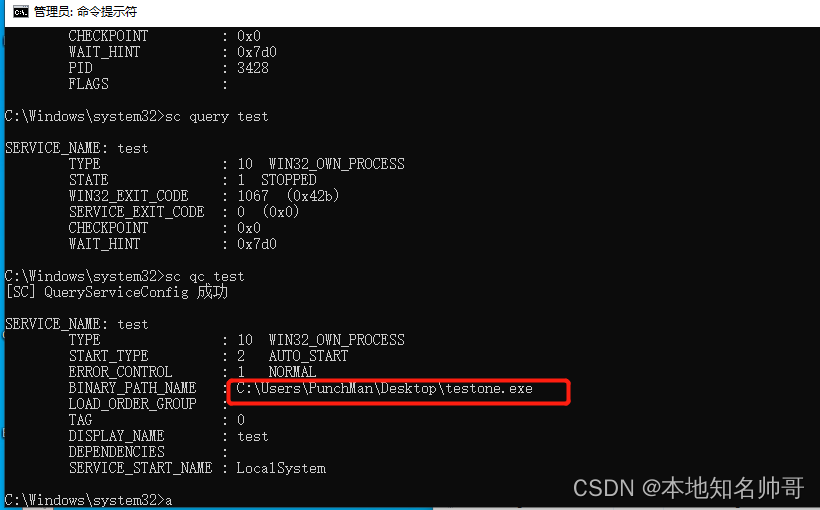 管理员: 命令提示符
CHECKPOINT : 0x0
WAIT_HINT : 0x7d0
PID : 3428
FLAGS :
C:\Windows\system32>sc query test
SERVICE_NAME: test
TYPE : 10 WIN32_OWN_PROCESS
STATE : 1 STOPPED
WIN32_EXIT_CODE : 1067 (0x42b)
SERVICE_EXIT_CODE : 0 (0x0)
CHECKPOINT : 0x0
WAIT_HINT : 0x7d0
C:\Windows\system32>sc qc test
[SC] QueryServiceConfig 成功
SERVICE_NAME: test
TYPE : 10 WIN32_OWN_PROCESS
START_TYPE : 2 AUTO_START
ERROR_CONTROL : 1 NORMAL
BINARY_PATH_NAME : C:\Users\PunchMan\Desktop\testone.exe
LOAD_ORDER_GROUP :
TAG : 0
DISPLAY_NAME : test
DEPENDENCIES :
SERVICE_START_NAME : LocalSystem
C:\Windows\system32>a
CSDN @本地知名帅哥